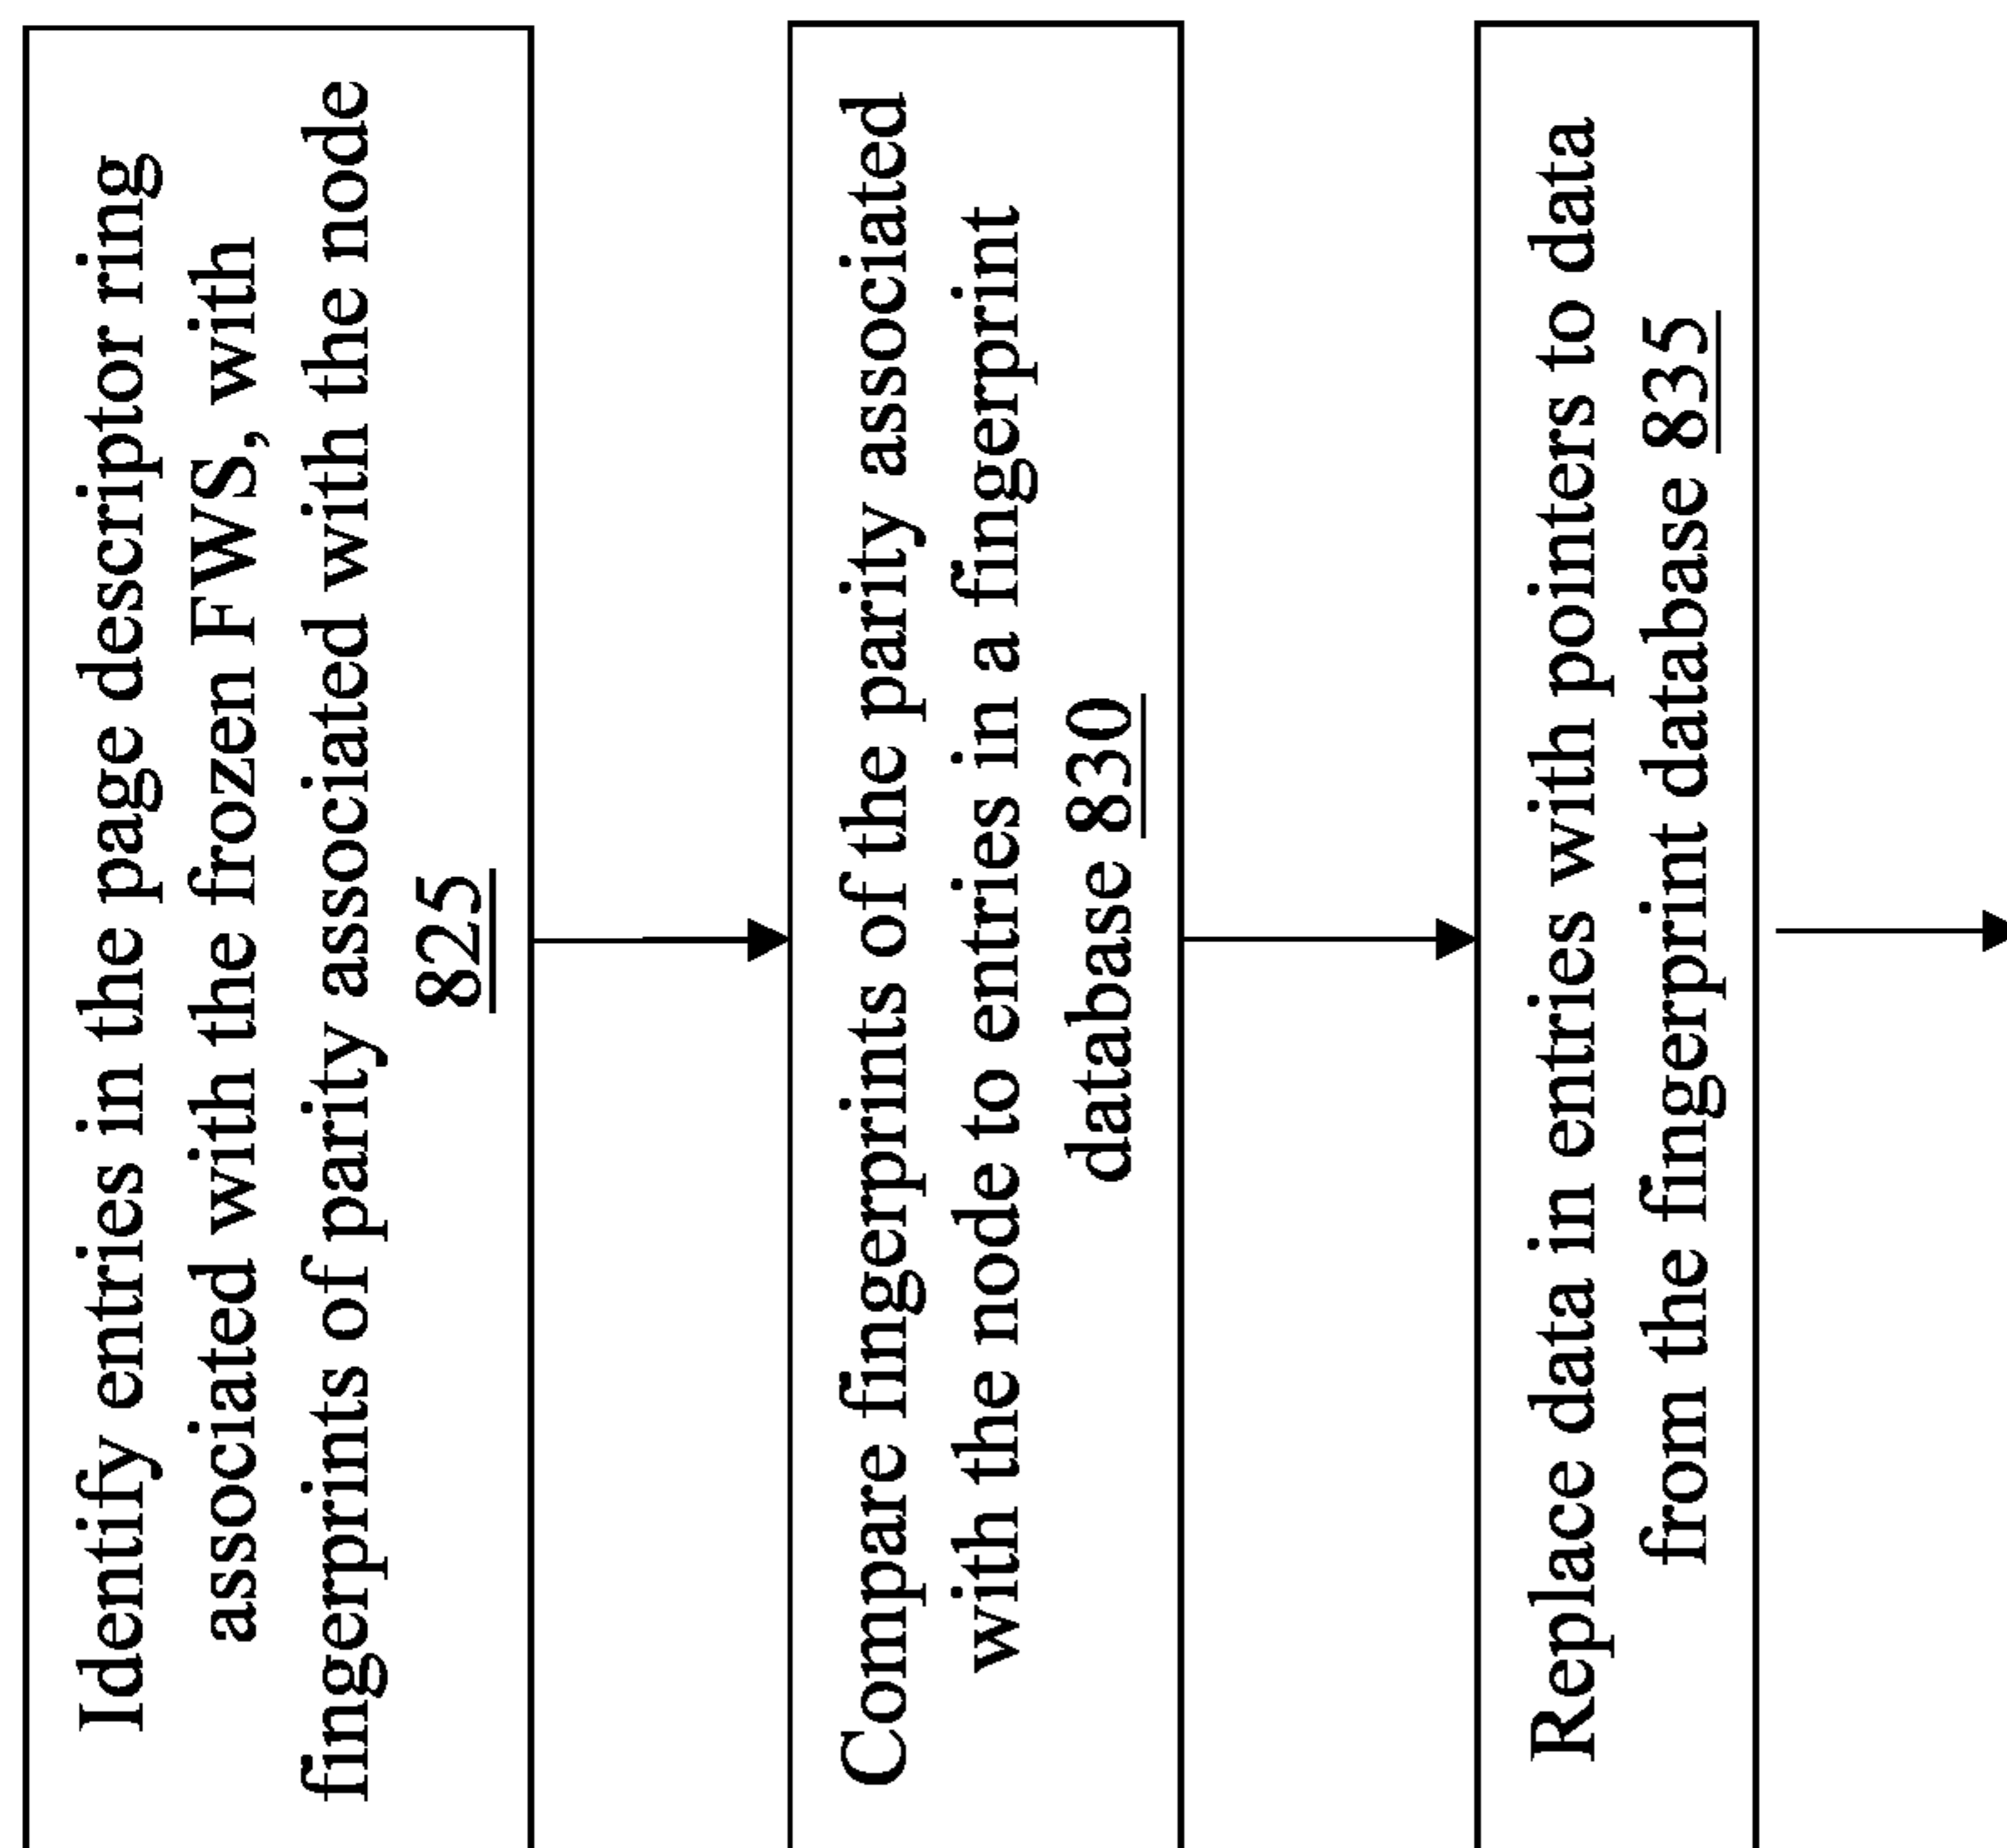 Identify entries in the page descriptor ring
associated with the frozen FWS, with
fingerprints of parity associated with the node
825
Compare fingerprints of the parity associated
with the node to entries in a fingerprint
database 830
Replace data in entries with pointers to data
from the fingerprint database 835